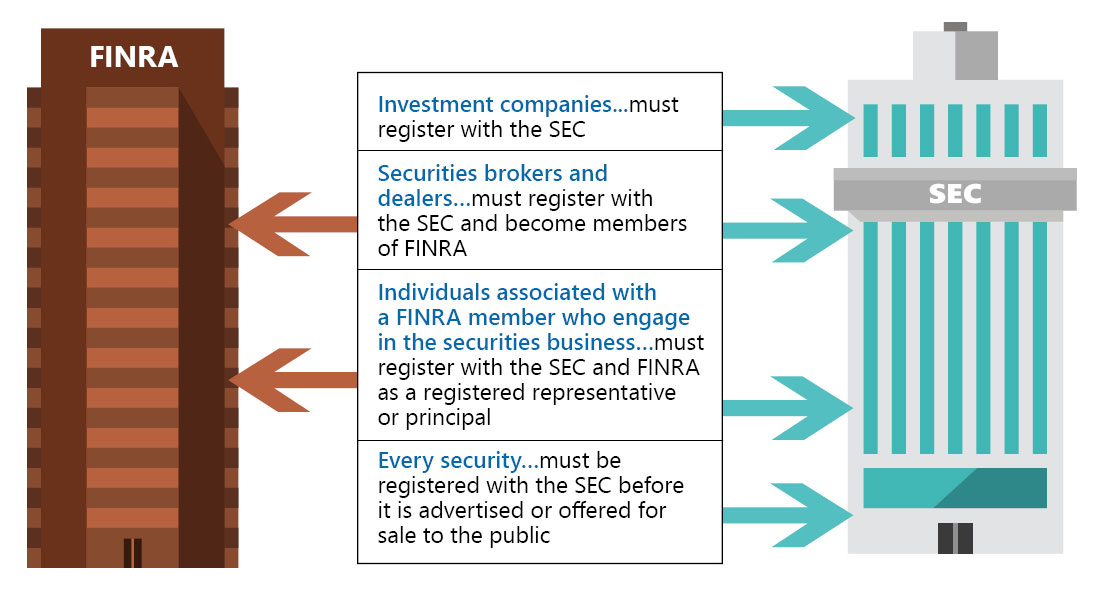 FINRA
Investment companies...must
register with the SEC
Securities brokers and
dealers...must register with
the SEC and become members
of FINRA
Individuals associated with
a FINRA member who engage
in the securities business...must
register with the SEC and FINRA
as a registered representative
or principal
Every security...must be
registered with the SEC before
it is advertised or offered for
sale to the public
SEC